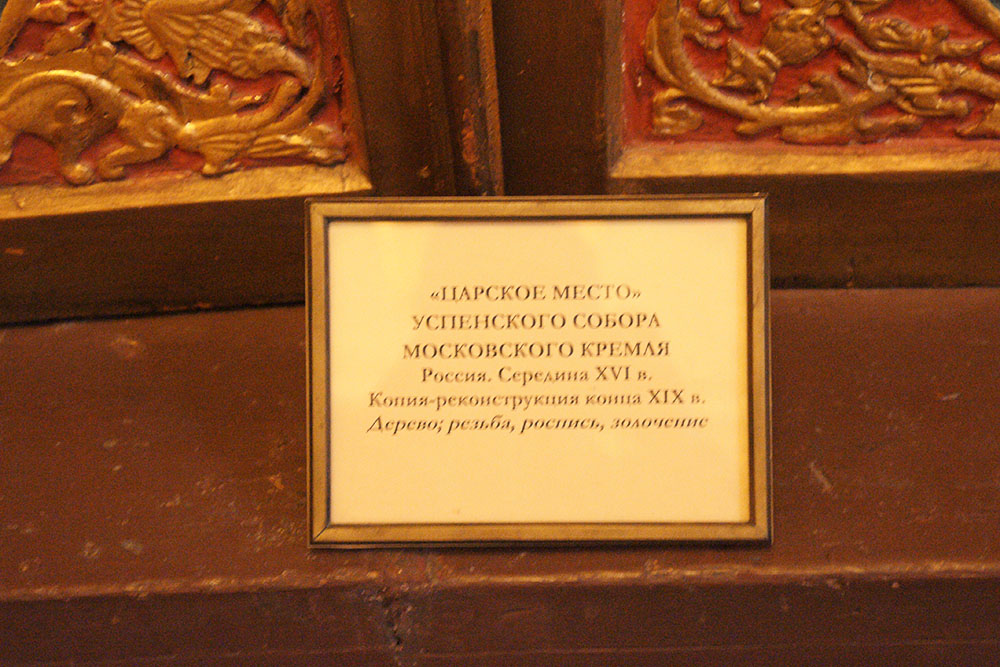 «ЦАРСКОЕ МЕСТО»
УСПЕНСКОГО СОБОРА
МОСКОВСКОГО КРЕМЛЯ
Россия. Середина XVI в.
Копия-реконструкция конца XIX в.
Дерево; резьба, роспись, золочение